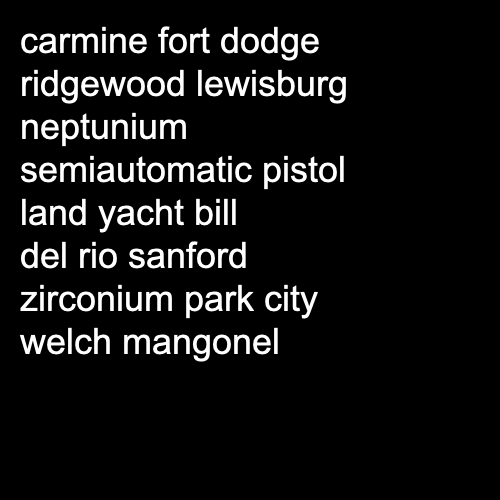 carmine fort dodge
ridgewood lewisburg
neptunium
semiautomatic pistol
land yacht bill
del rio sanford
zirconium park city
welch mangonel